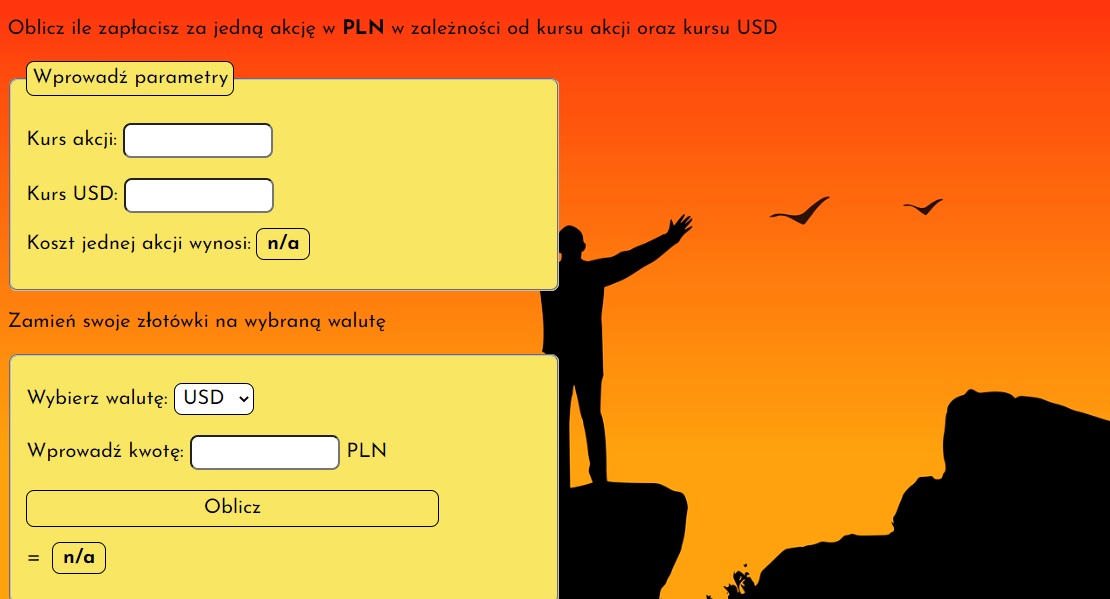 Oblicz ile zapłacisz za jedną akcję w PLN w zależności od kursu akcji oraz kursu USD
Wprowadź parametry
Kurs akcji:
Kurs USD:
Koszt jednej akcji wynosi: n/a
Zamień swoje złotówki na wybraną walutę
Wybierz walutę: USD
Wprowadź kwotę: PLN
Oblicz
= n/a